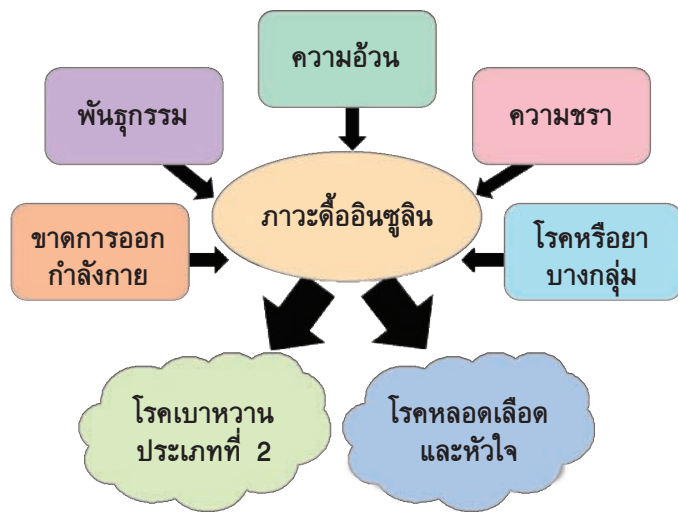 ความอ้วน
พันธุกรรม
ความชรา
ภาวะดื้ออินซูลิน
ขาดการออก
กำลังกาย
โรคหรือยา
บางกลุ่ม
โรคเบาหวาน
ประเภทที่ 2
โรคหลอดเลือด
และหัวใจ